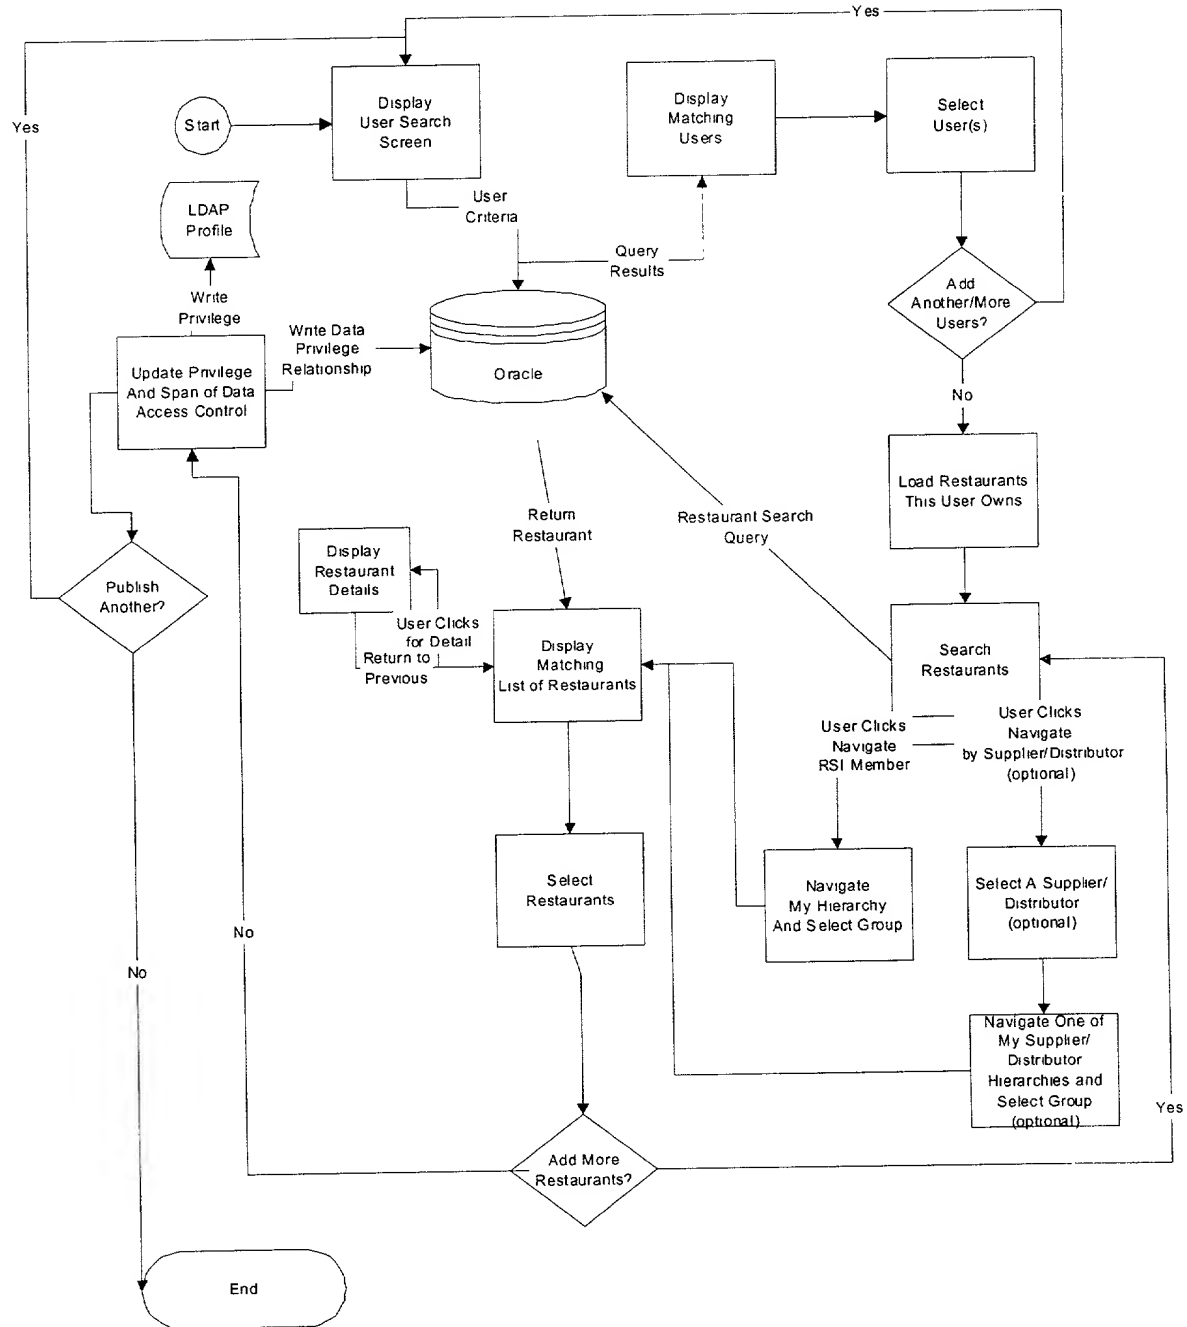 Yes
Yes
Start
Display
User Search
Screen
Display
Matching
Users
Select
User(s)
LDAP
Profile
User
Criteria
Query
Results
Add
Another/More
Users?
Write
Privilege
Write Data
Privilege
Relationship
Oracle
Update Privilege
And Span of Data
Access Control
No
Load Restaurants
This User Owns
Return
Restaurant
Restaurant Search
Query
Display
Restaurant
Details
Publish
Another?
User Clicks
for Detail
Return to
Previous
Display
Matching
List of Restaurants
Search
Restaurants
User Clicks
Navigate
RSI Member
User Clicks
Navigate
by Supplier/Distributor
(optional)
Select
Restaurants
Navigate
My Hierarchy
And Select Group
Select A Supplier/
Distributor
(optional)
No
No
Navigate One of
My Supplier/
Distributor
Hierarchies and
Select Group
(optional)
Yes
Add More
Restaurants?
End